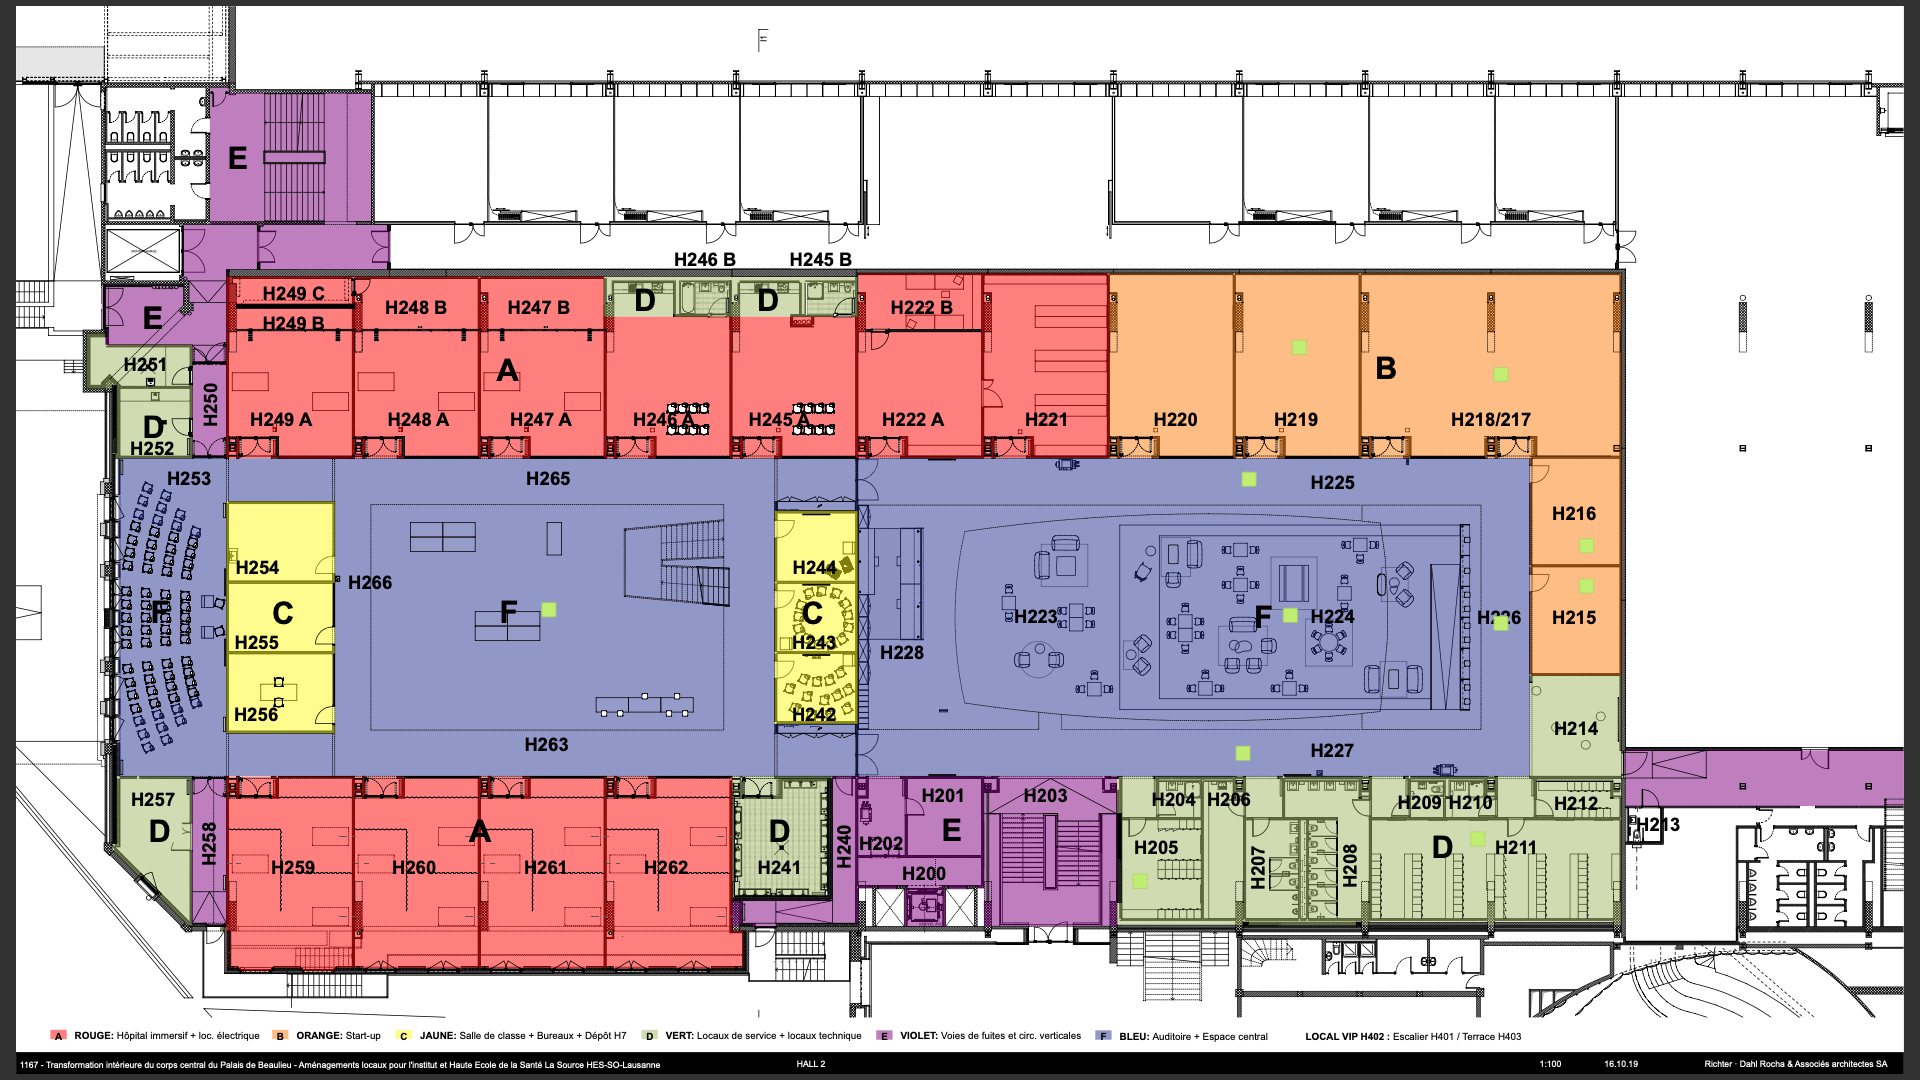 11
E
H246 B
H245 B
H249 C
H248 B
H247 B
D
D
H222 B
E
H249 B
H251
A
B
H250
H249 A
H248 A
H247 A
H246 A
H245 A
H222 A
H221
H220
H219
H218/217
D
H252
H253
H265
H225
H216
H254
H266
H244
F
C
F
C
H223
F
H224
H226
H215
H255
H243
H228
H256
H242
H214
H263
H227
H257
H201
H203
H204
H206
H209
H210
H212
D
H258
A
D
H240
H202
E
H205
D
H211
H213
H259
H260
H261
H262
H241
H200
H207
H208
A ROUGE: Hôpital immersif + loc. électrique B ORANGE: Start-up C JAUNE: Salle de classe + Bureaux + Dépôt H7 D VERT: Locaux de service + locaux technique E VIOLET: Voies de fuites et circ. verticales F BLEU: Auditoire + Espace central LOCAL VIP H402 : Escalier H401 / Terrace H403
1167 - Transformation intérieure du corps central du Palais de Beaulieu - Aménagements locaux pour l'institut et Haute Ecole de la Santé La Source HES-SO-Lausanne HALL 2 1:100 16.10.19 Richter · Dahl Rocha & Associés architectes SA